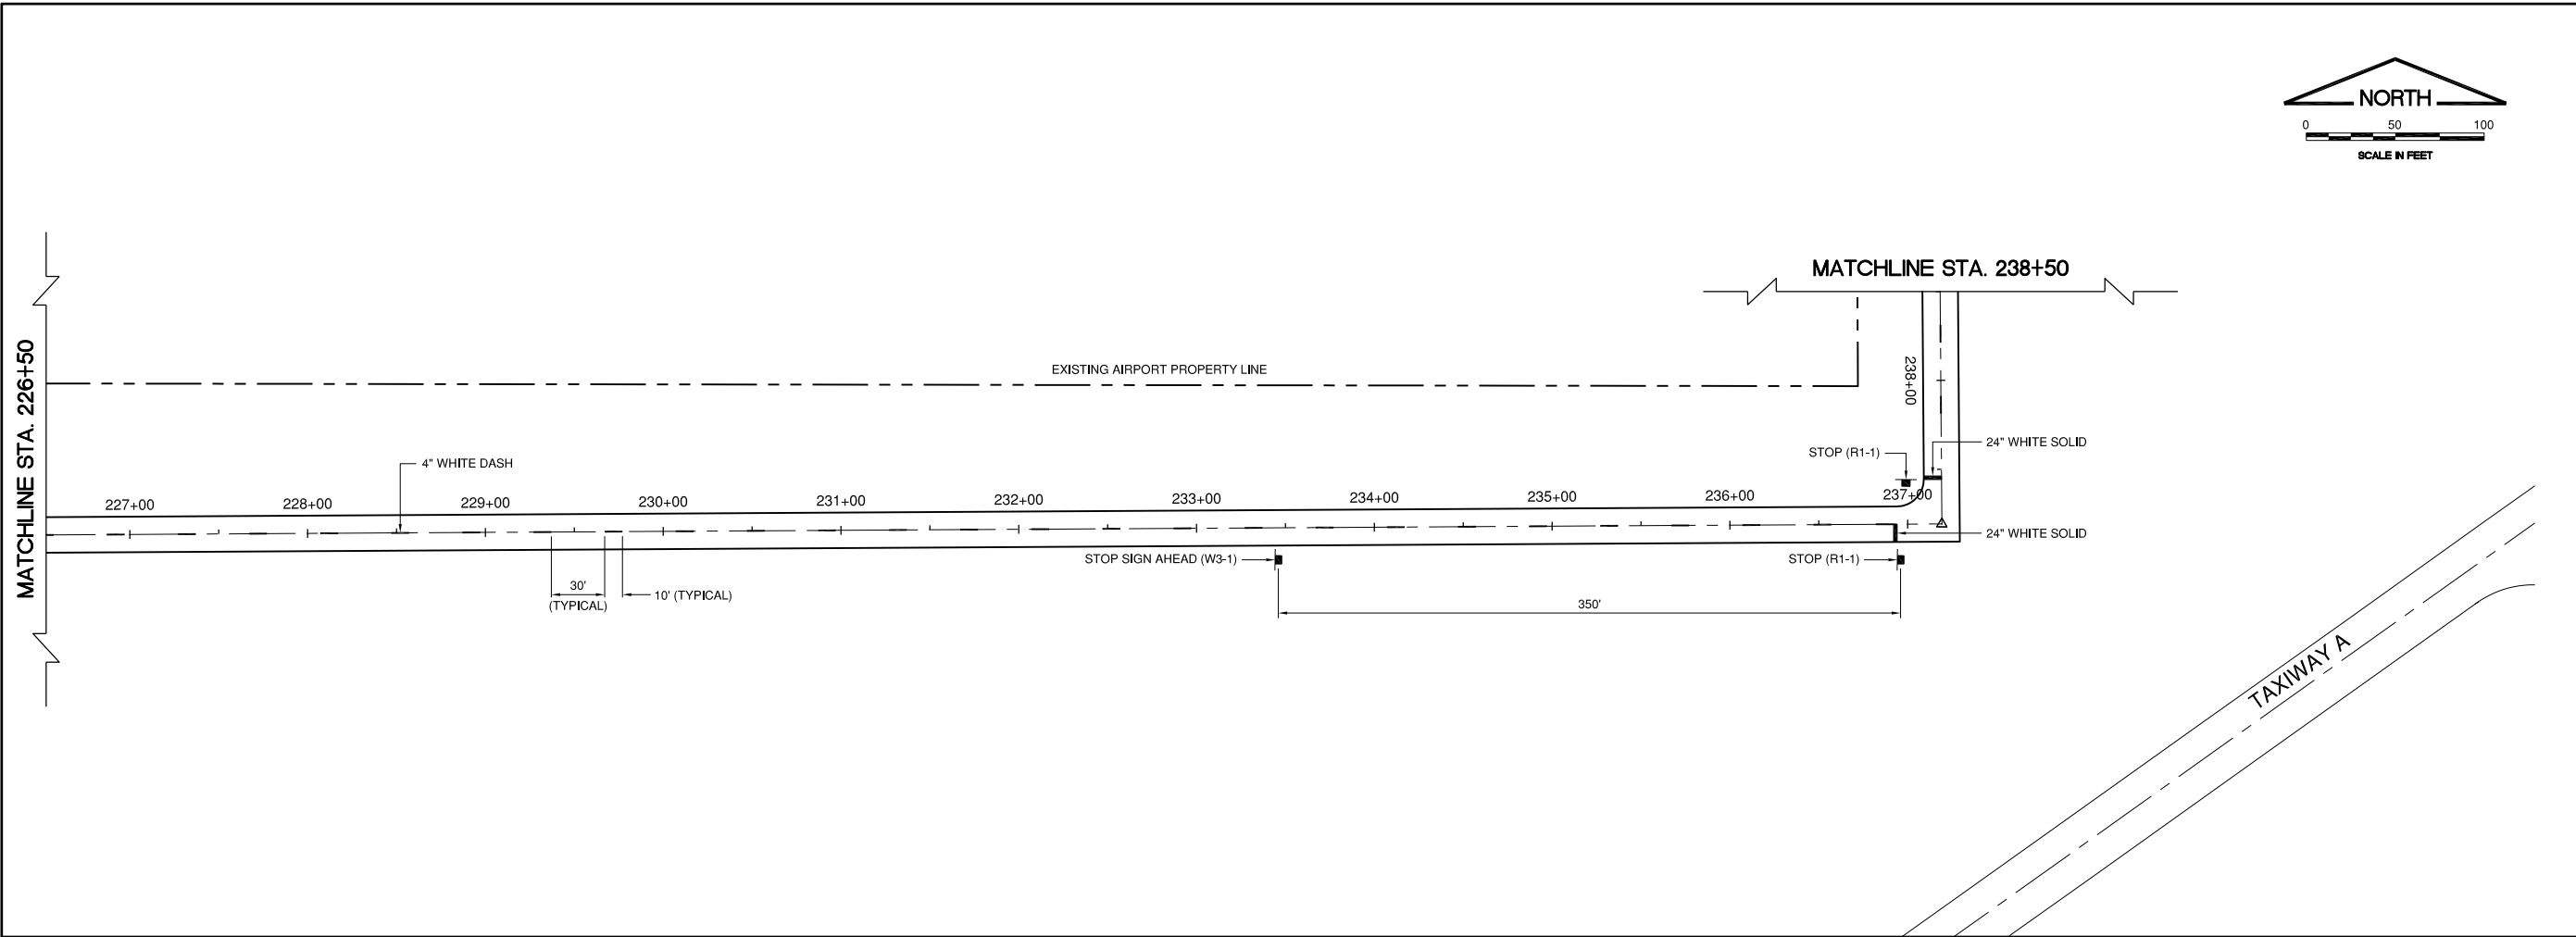 NORTH
0 50 100
SCALE IN FEET
MATCHLINE STA. 238+50
MATCHLINE STA. 226+50
EXISTING AIRPORT PROPERTY LINE
238+00
24" WHITE SOLID
STOP (R1-1)
4" WHITE DASH
227+00 228+00 229+00 230+00 231+00 232+00 233+00 234+00 235+00 236+00 237+00
24" WHITE SOLID
STOP SIGN AHEAD (W3-1)
STOP (R1-1)
30'
(TYPICAL)
10' (TYPICAL)
350'
TAXIWAY A